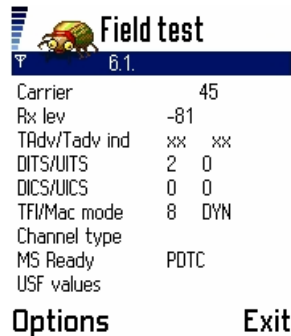 Field test
6.1.
Carrier 45
Rx lev -81
TAdv/Tadv ind xx xx
DITS/UITS 2 0
DICS/UICS 0 0
TFI/Mac mode 8 DYN
Channel type
MS Ready PDTC
USF values
Options Exit